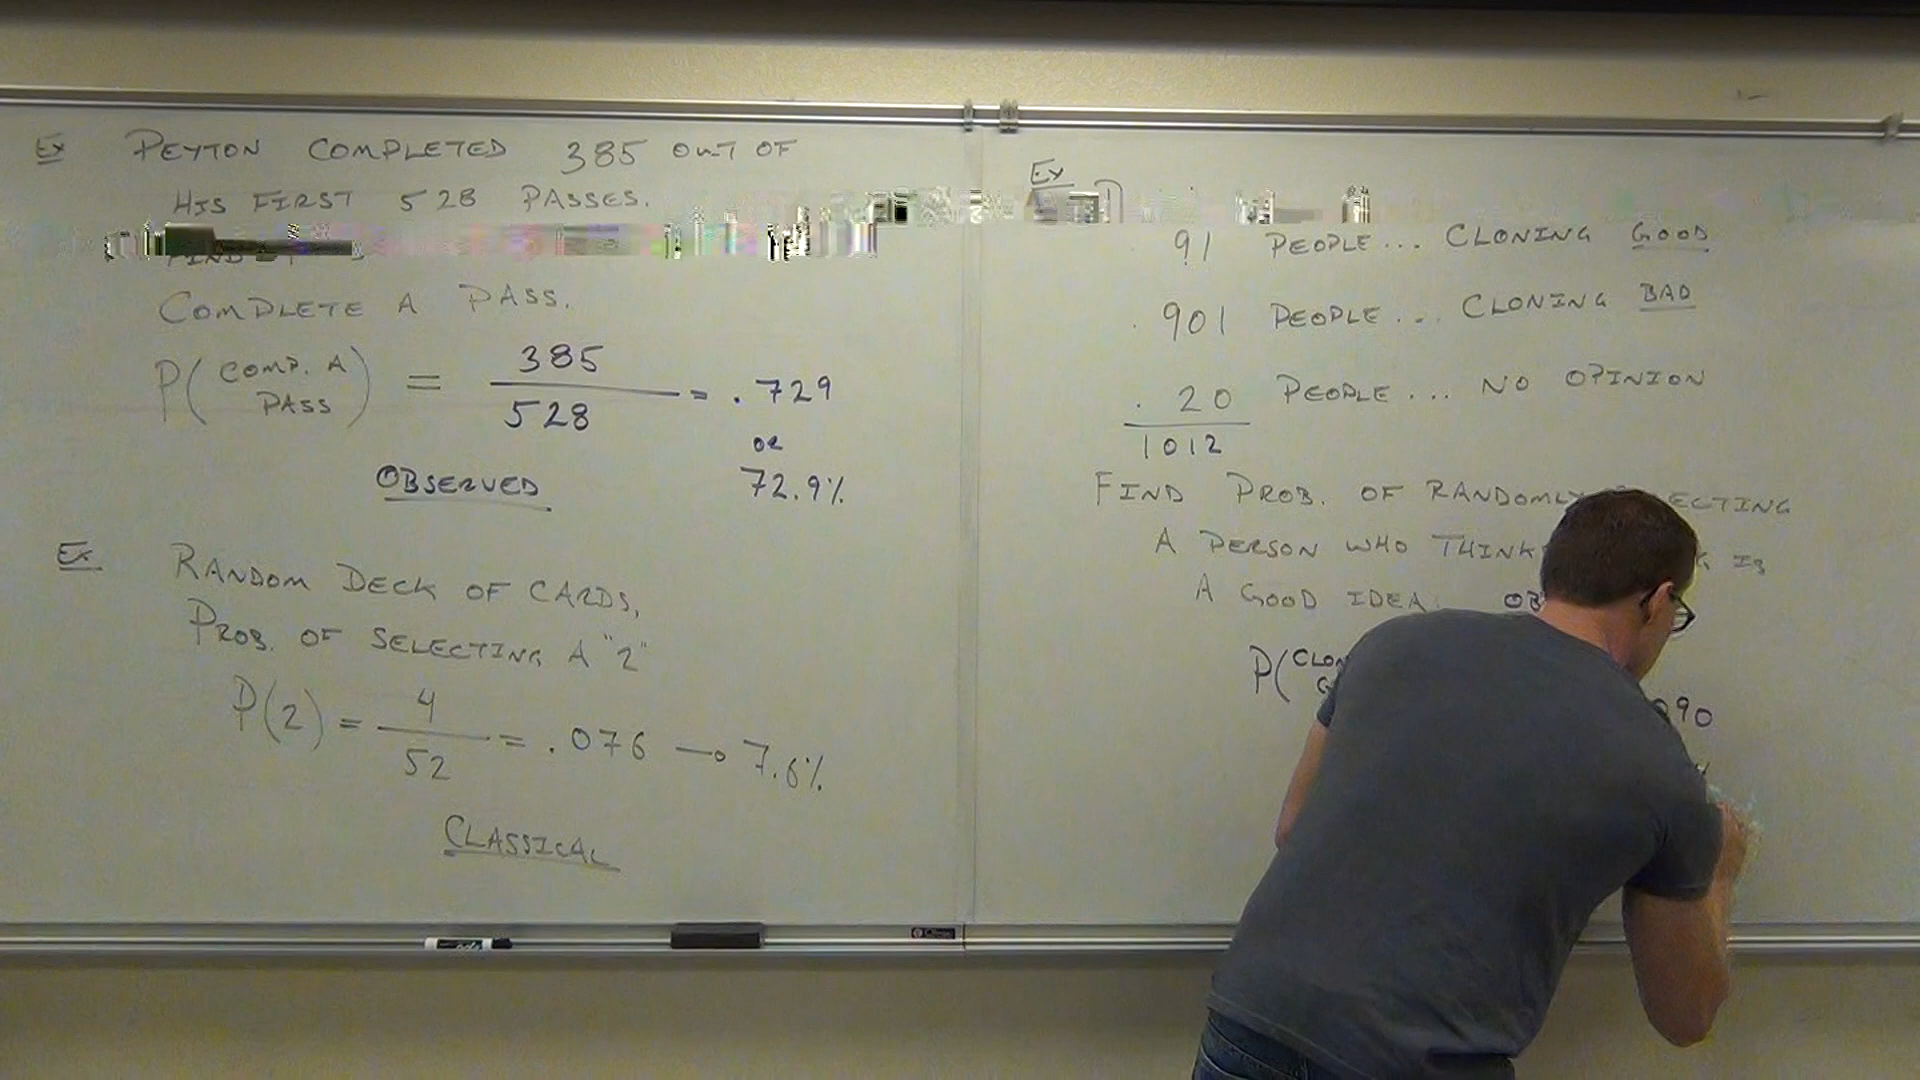 Ex PEYTON COMPLETED 385 OUT OF
HIS FIRST 528 PASSES.
COMPLETE A PASS.
P(COMP. A PASS) = 385/528 = .729
or
72.9%
OBSERVED
Ex RANDOM DECK OF CARDS,
PROB. OF SELECTING A "2"
P(2) = 4/52 = .076 → 7.6%
CLASSICAL
Ex
91 PEOPLE... CLONING GOOD
901 PEOPLE... CLONING BAD
20 PEOPLE... NO OPINION
1012
FIND PROB. OF RANDOMLY
A PERSON WHO THINK IS
A GOOD IDEA.
P(
90